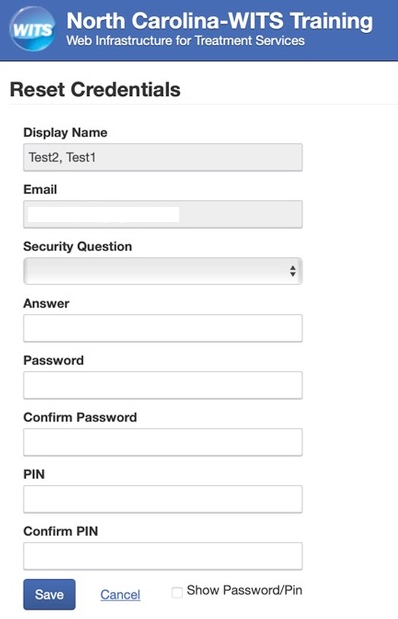 WITS
North Carolina-WITS Training
Web Infrastructure for Treatment Services
Reset Credentials
Display Name
Test2, Test1
Email
Security Question
Answer
Password
Confirm Password
PIN
Confirm PIN
Save Cancel Show Password/Pin